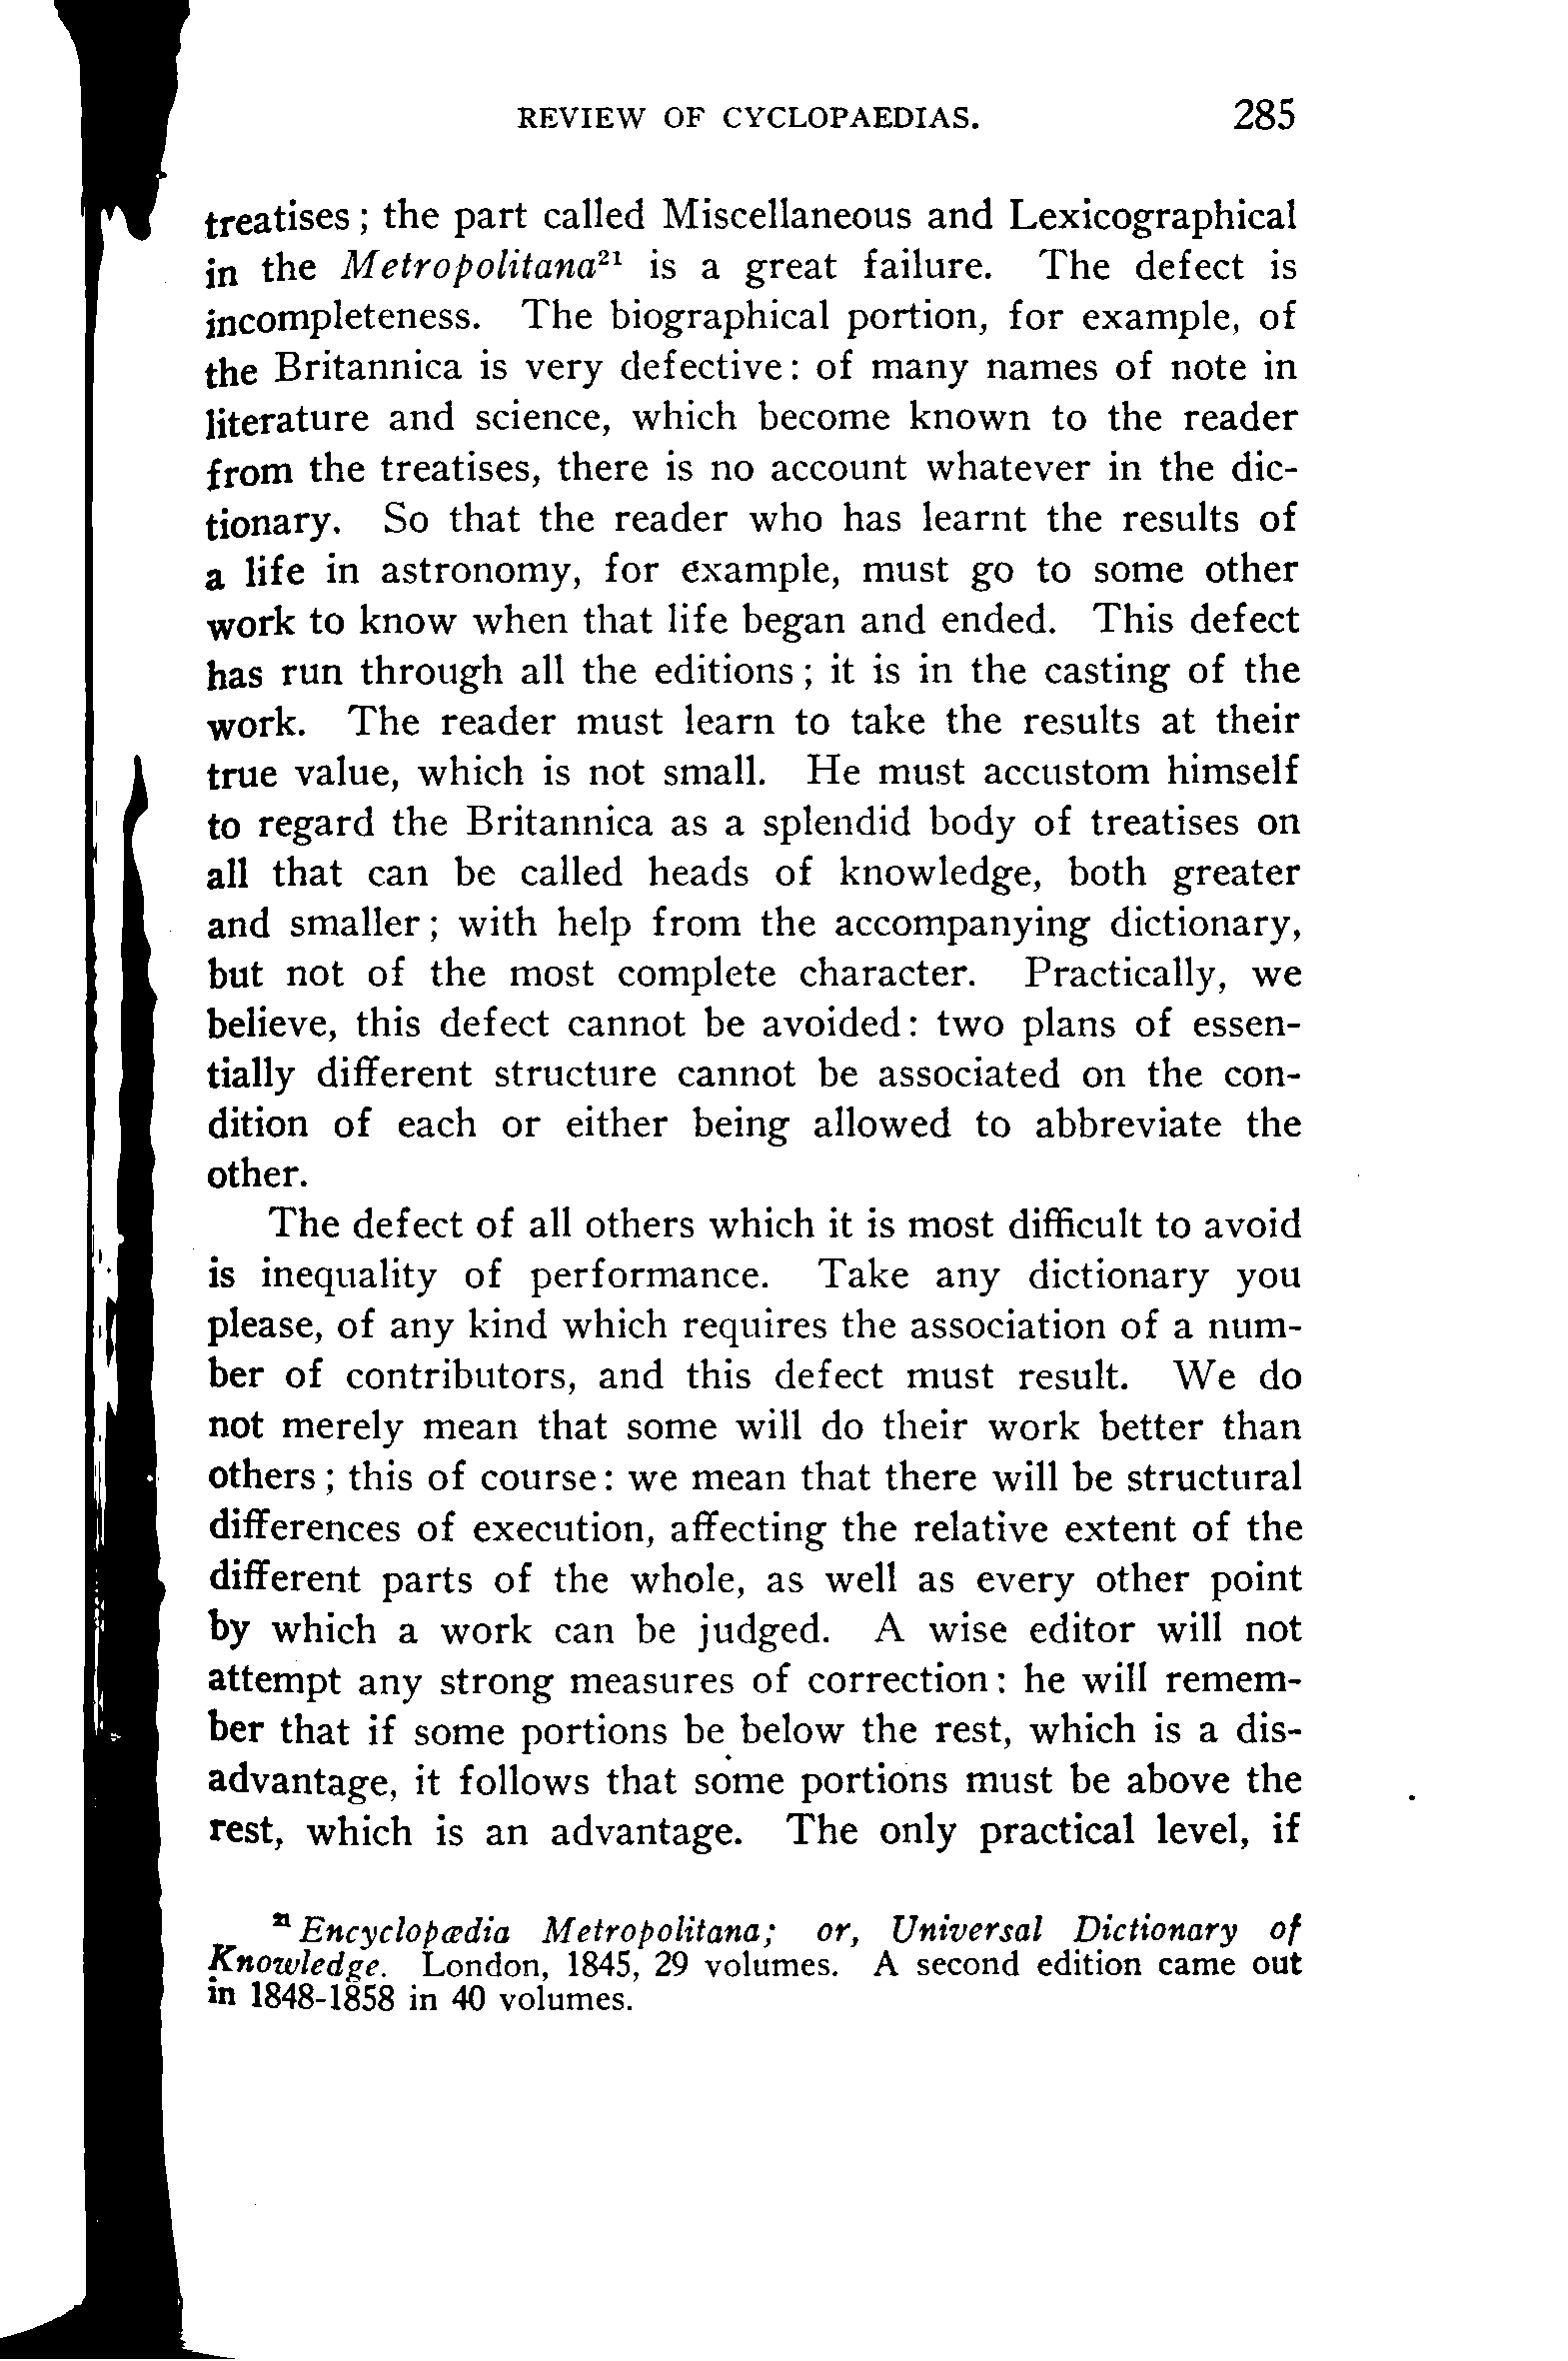 REVIEW OF CYCLOPAEDIAS. 285
treatises; the part called Miscellaneous and Lexicographical
in the Metropolitana²¹ is a great failure. The defect is
incompleteness. The biographical portion, for example, of
the Britannica is very defective: of many names of note in
literature and science, which become known to the reader
from the treatises, there is no account whatever in the dic-
tionary. So that the reader who has learnt the results of
a life in astronomy, for example, must go to some other
work to know when that life began and ended. This defect
has run through all the editions; it is in the casting of the
work. The reader must learn to take the results at their
true value, which is not small. He must accustom himself
to regard the Britannica as a splendid body of treatises on
all that can be called heads of knowledge, both greater
and smaller; with help from the accompanying dictionary,
but not of the most complete character. Practically, we
believe, this defect cannot be avoided: two plans of essen-
tially different structure cannot be associated on the con-
dition of each or either being allowed to abbreviate the
other.
The defect of all others which it is most difficult to avoid
is inequality of performance. Take any dictionary you
please, of any kind which requires the association of a num-
ber of contributors, and this defect must result. We do
not merely mean that some will do their work better than
others; this of course: we mean that there will be structural
differences of execution, affecting the relative extent of the
different parts of the whole, as well as every other point
by which a work can be judged. A wise editor will not
attempt any strong measures of correction: he will remem-
ber that if some portions be below the rest, which is a dis-
advantage, it follows that some portions must be above the
rest, which is an advantage. The only practical level, if
²¹ Encyclopædia Metropolitana; or, Universal Dictionary of
Knowledge. London, 1845, 29 volumes. A second edition came out
in 1848-1858 in 40 volumes.